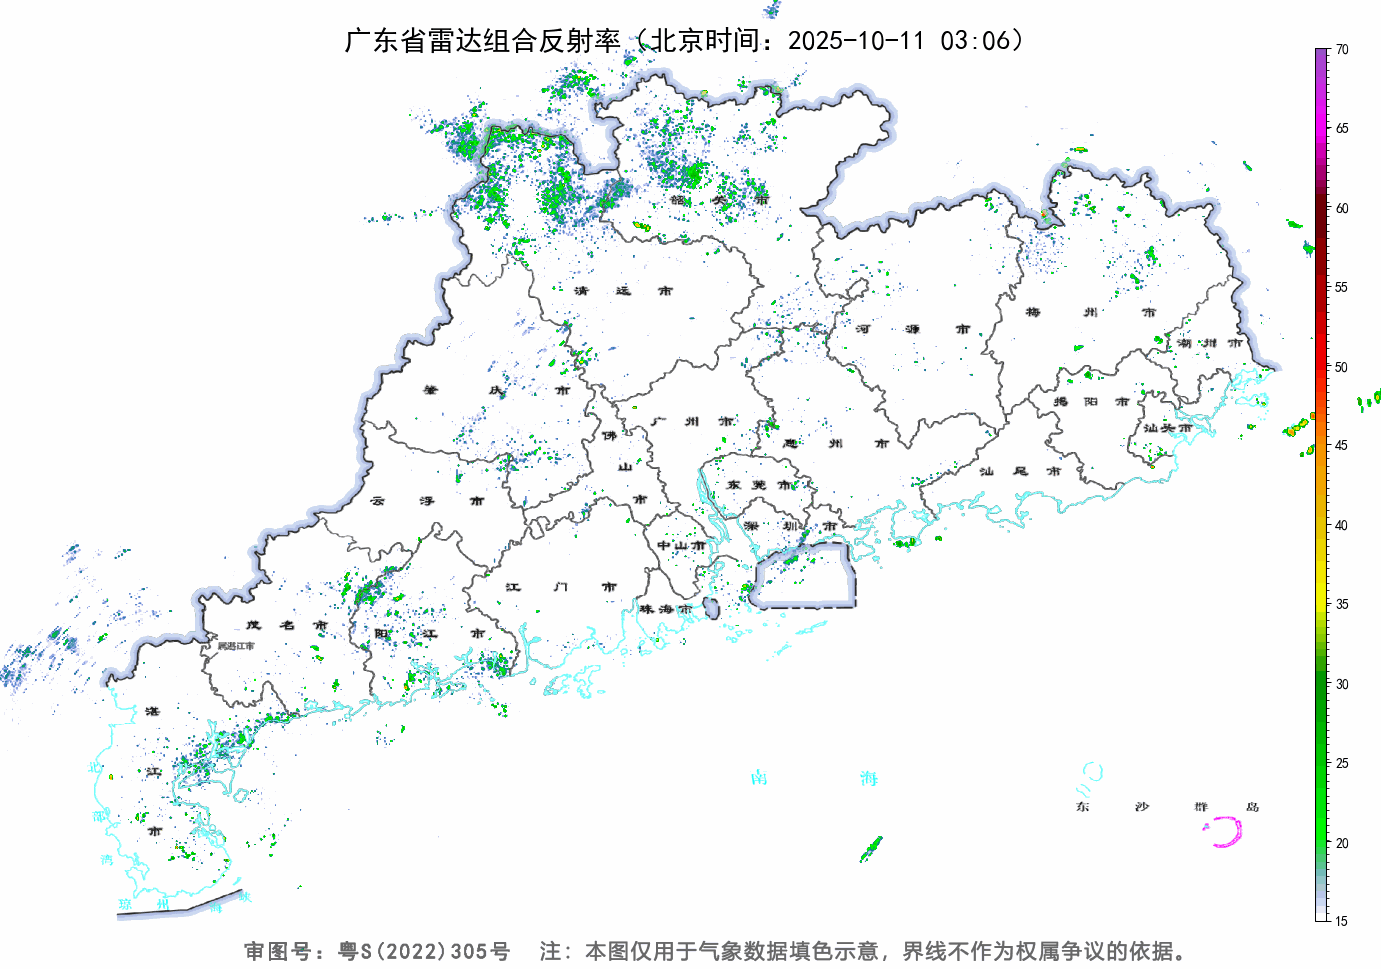 广东省雷达组合反射率（北京时间：2025-10-11 03:06）
70
65
60
55
50
45
40
35
30
25
20
15
韶关市
清远市
河源市
梅州市
潮州市
肇庆市
揭阳市
广州市
佛山市
惠州市
汕头市
汕尾市
云浮市
东莞市
深圳市
中山市
江门市
珠海市
茂名市
阳江市
属湛江市
湛江市
北部湾
南海
东沙群岛
琼州海峡
审图号：粤S(2022)305号 注：本图仅用于气象数据填色示意，界线不作为权属争议的依据。